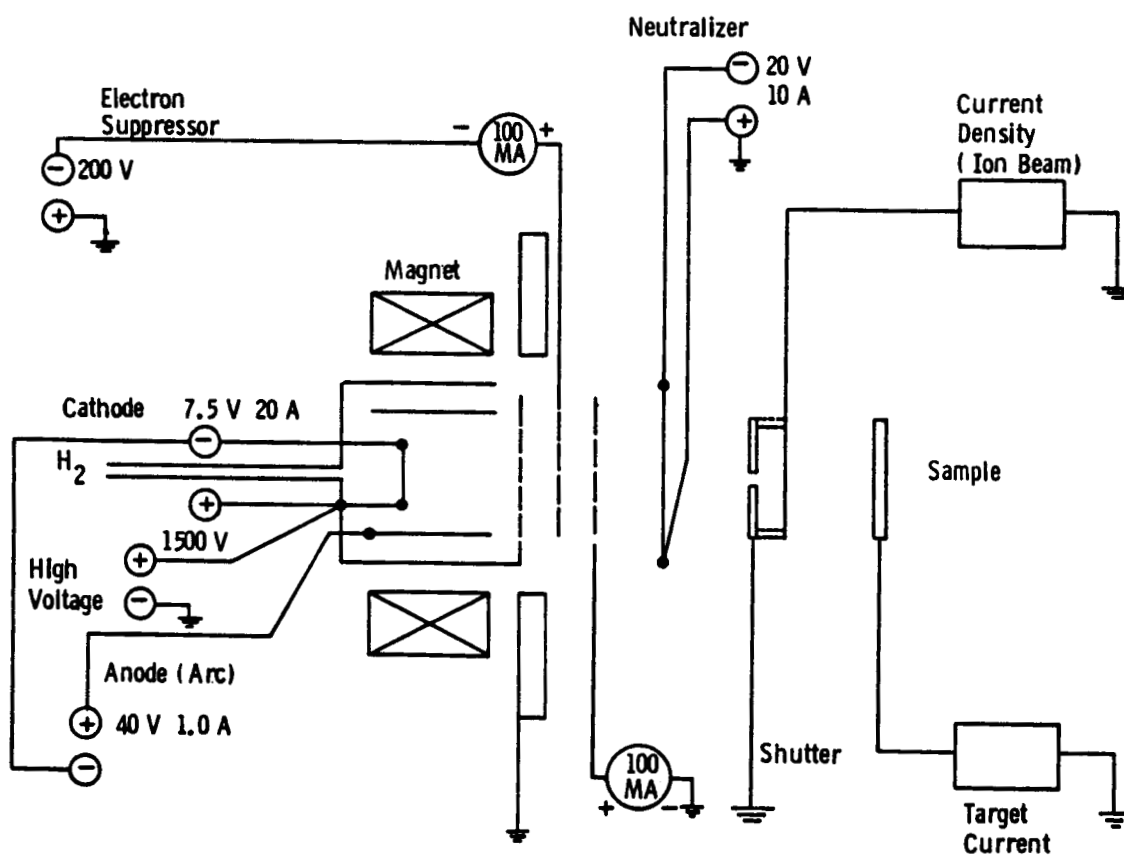 Neutralizer
− 20 V
10 A
+
Electron
Suppressor
− 200 V
+
− 100 +
MA
Current
Density
( Ion Beam)
Magnet
Cathode 7.5 V 20 A
−
H2
+
1500 V
+
High
Voltage
−
Anode ( Arc)
+ 40 V 1.0 A
−
Sample
Shutter
100
MA
+ −
Target
Current